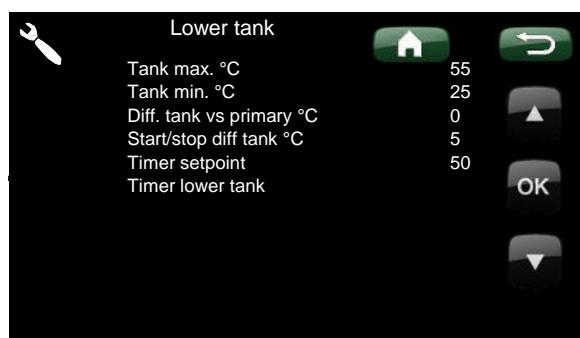 Lower tank
Tank max. °C 55
Tank min. °C 25
Diff. tank vs primary °C 0
Start/stop diff tank °C 5
Timer setpoint 50
Timer lower tank
OK